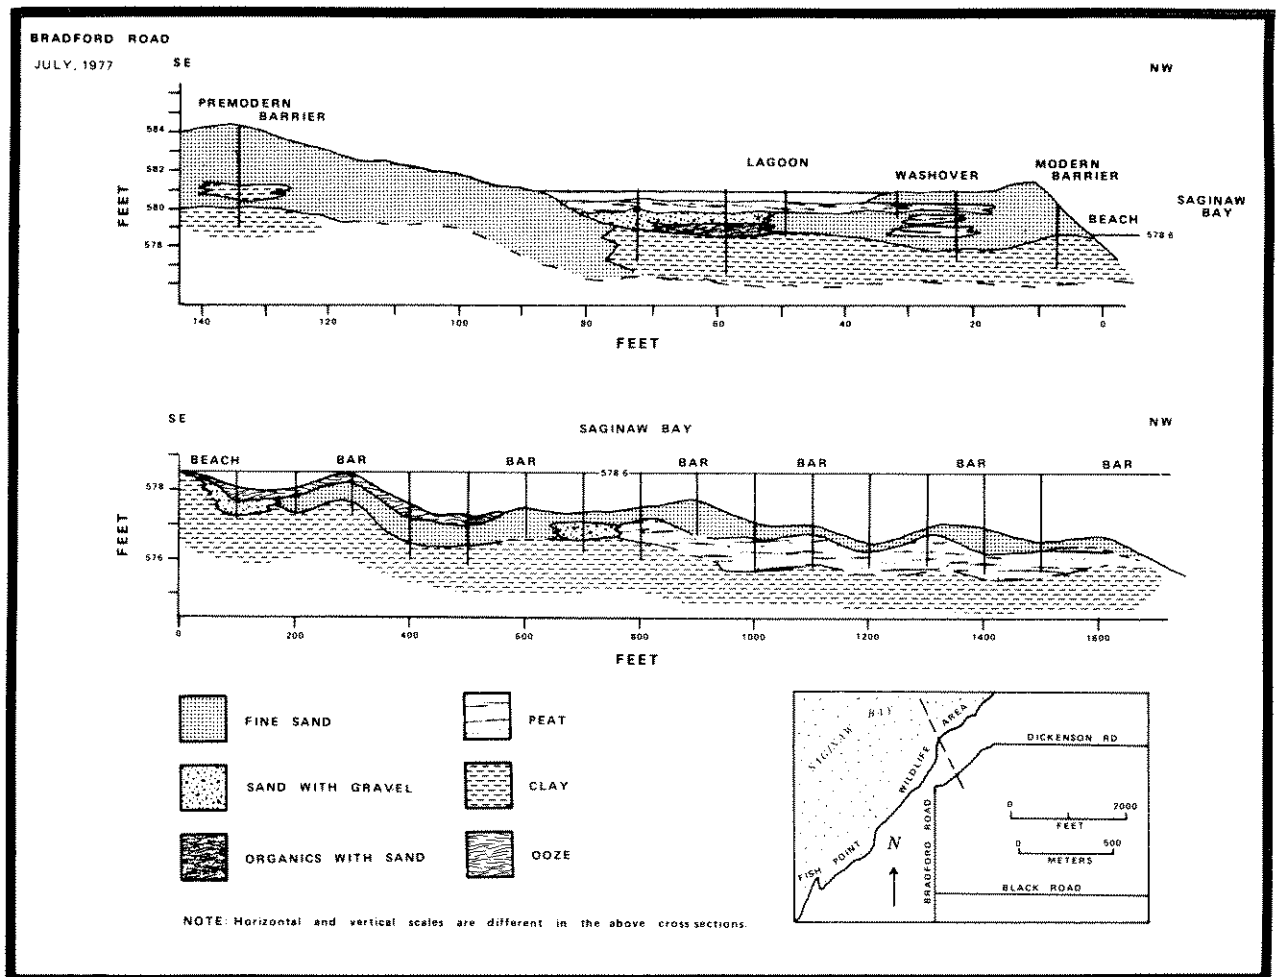 BRADFORD ROAD
JULY, 1977
SE
NW
PREMODERN
BARRIER
LAGOON
WASHOVER
MODERN
BARRIER
BEACH
SAGINAW
BAY
578 6
FEET
584
582
580
578
140
120
100
80
60
40
20
0
FEET
SE
SAGINAW BAY
NW
BEACH
BAR
BAR
578 6
BAR
BAR
BAR
BAR
FEET
578
576
0
200
400
600
800
1000
1200
1400
1600
FEET
FINE SAND
PEAT
SAND WITH GRAVEL
CLAY
ORGANICS WITH SAND
OOZE
NOTE: Horizontal and vertical scales are different in the above cross sections.
SAGINAW BAY
FISH POINT WILDLIFE AREA
DICKENSON RD
BRADFORD ROAD
BLACK ROAD
N
0 2000
FEET
0 500
METERS